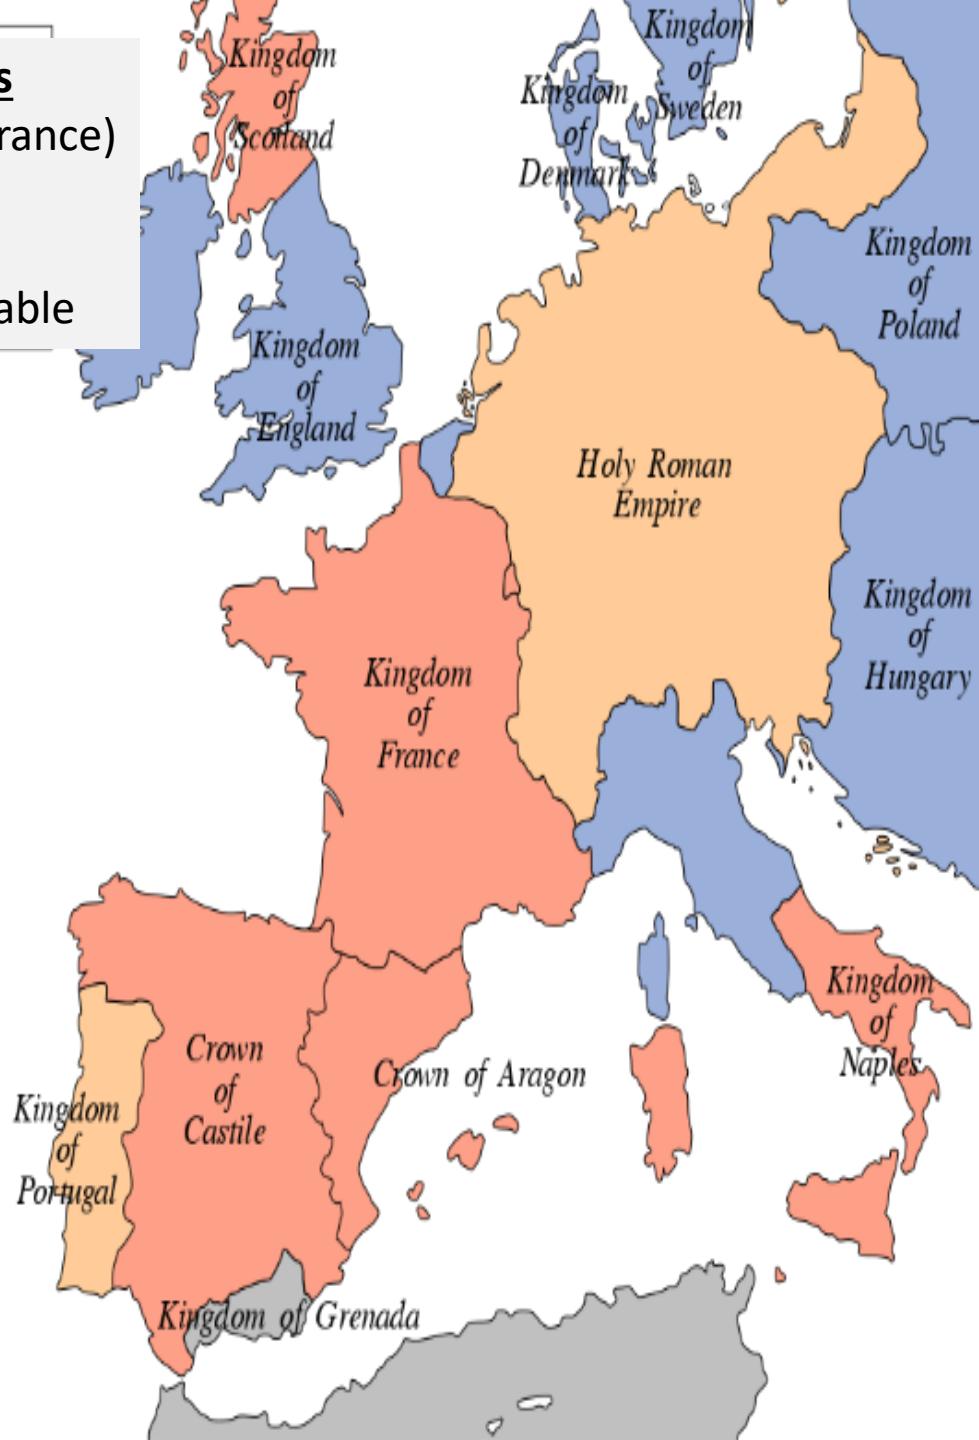 s
rance)
able
Kingdom
of
Scotland
Kingdom
of
Sweden
Kingdom
of
Denmark
Kingdom
of
Poland
Kingdom
of
England
Holy Roman
Empire
Kingdom
of
Hungary
Kingdom
of
France
Kingdom
of
Naples
Crown
of
Castile
Crown of Aragon
Kingdom
of
Portugal
Kingdom of Grenada